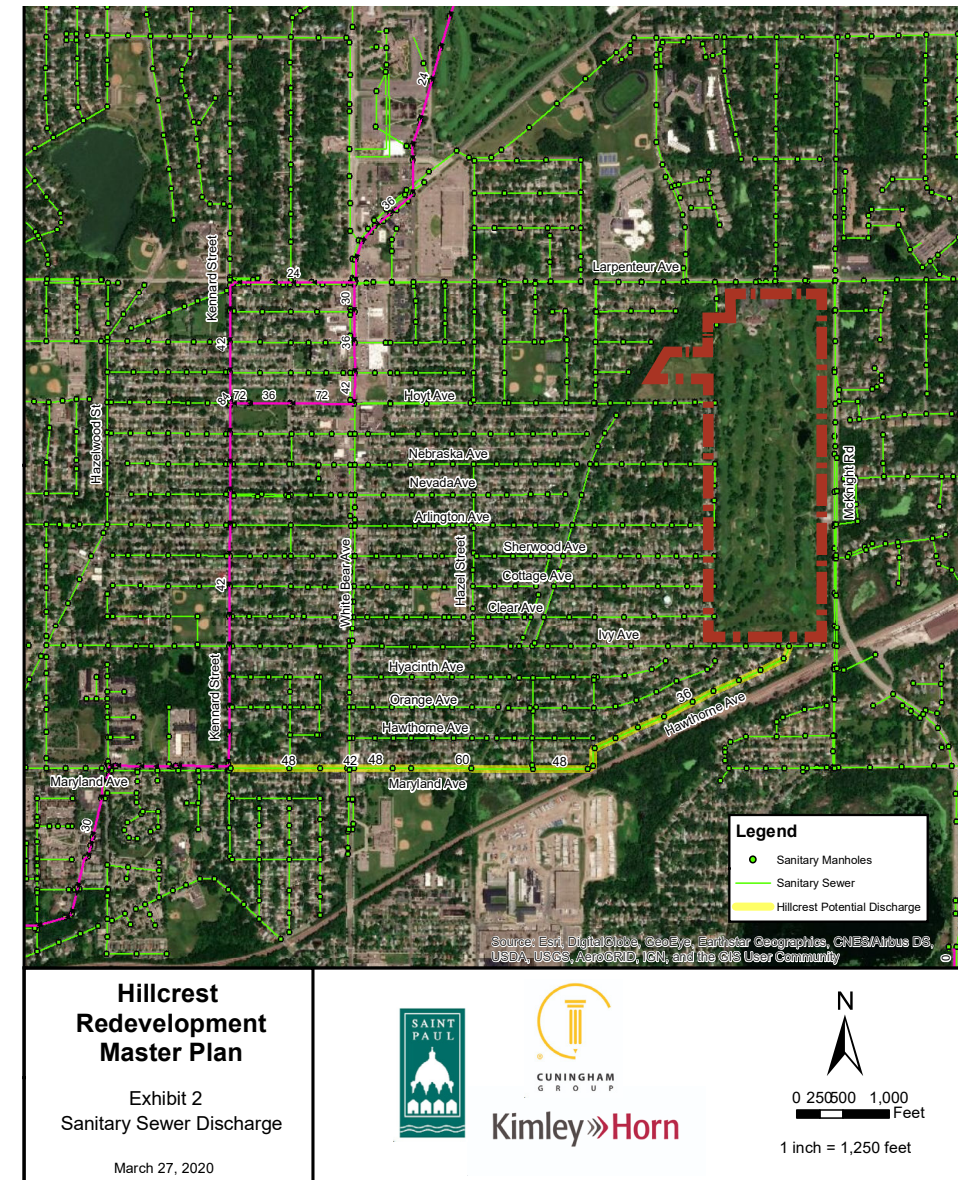 24
36
Larpenteur Ave
Kennard Street
24
30
42
36
42
72
36
72
64
Hoyt Ave
Hazelwood St
Nebraska Ave
NevadaAve
McKnight Rd
Arlington Ave
White Bear Ave
Hazel Street
Sherwood Ave
Cottage Ave
42
Clear Ave
Ivy Ave
Kennard Street
Hyacinth Ave
Orange Ave
36
Hawthorne Ave
Hawthorne Ave
48
42
48
60
48
Maryland Ave
Maryland Ave
30
Legend
Sanitary Manholes
Sanitary Sewer
Hillcrest Potential Discharge
Source: Esri, DigitalGlobe, GeoEye, Earthstar Geographics, CNES/Airbus DS,
USDA, USGS, AeroGRID, IGN, and the GIS User Community
Hillcrest
Redevelopment
Master Plan
Exhibit 2
Sanitary Sewer Discharge
March 27, 2020
SAINT
PAUL
CUNINGHAM
GROUP
Kimley»Horn
N
0 250500 1,000
Feet
1 inch = 1,250 feet